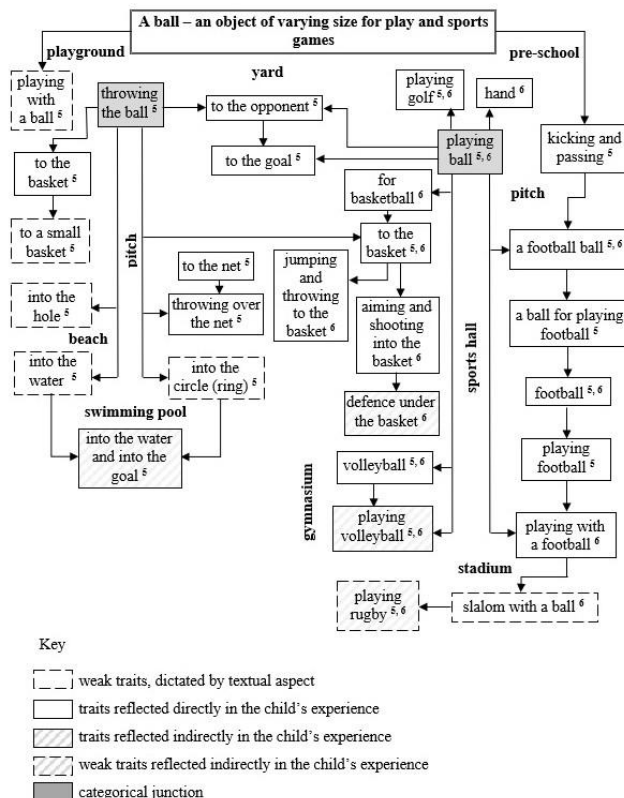 A ball – an object of varying size for play and sports
games
playground
pre-school
yard
playing
with
a ball 5
throwing
the ball 5
to the opponent 5
playing
golf 5, 6
hand 6
to the goal 5
playing
ball 5, 6
kicking and
passing 5
to the
basket 5
for
basketball 6
pitch
to a small
basket 5
pitch
to the
basket 5, 6
a football ball 5, 6
to the net 5
jumping
and
throwing
to the
basket 6
into the
hole 5
throwing over
the net 5
aiming and
shooting
into the
basket 6
sports hall
a ball for playing
football 5
beach
into the
water 5
into the
circle (ring) 5
football 5, 6
swimming pool
defence under
the basket 6
into the water
and into the
goal 5
playing
football 5
gymnasium
volleyball 5, 6
playing
volleyball 5, 6
playing with
a football 6
stadium
playing
rugby 5, 6
slalom with a ball 6
Key
weak traits, dictated by textual aspect
traits reflected directly in the child's experience
traits reflected indirectly in the child's experience
weak traits reflected indirectly in the child's experience
categorical junction